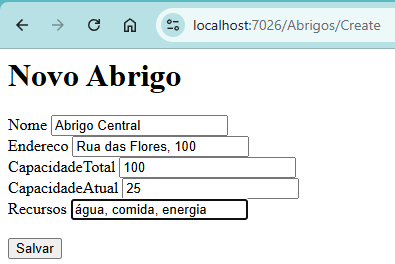 localhost:7026/Abrigos/Create
Novo Abrigo
Nome Abrigo Central
Endereco Rua das Flores, 100
CapacidadeTotal 100
CapacidadeAtual 25
Recursos água, comida, energia
Salvar